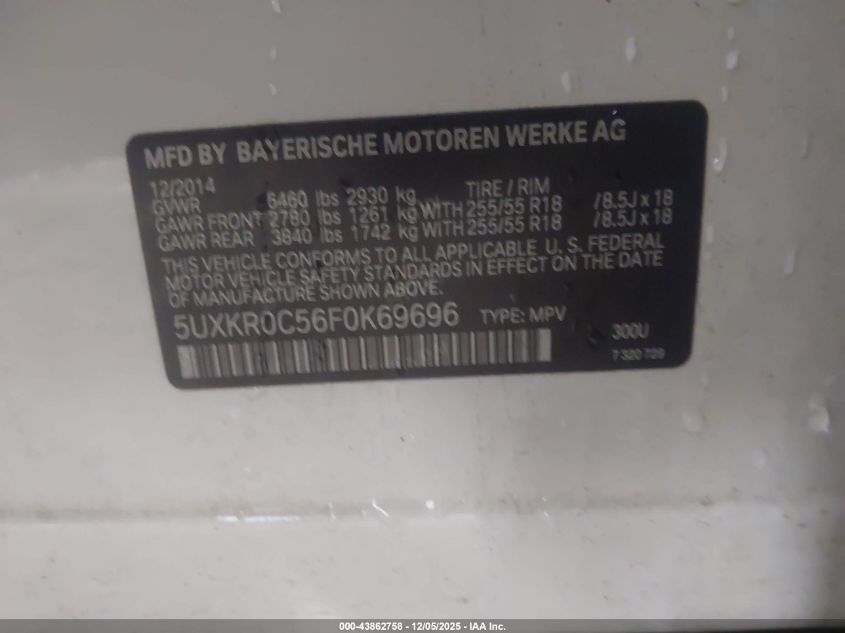 MFD BY BAYERISCHE MOTOREN WERKE AG
12/2014 TIRE / RIM
GVWR 6460 lbs 2930 kg
GAWR FRONT 2780 lbs 1261 kg WITH 255/55 R18 /8.5J x 18
GAWR REAR 3840 lbs 1742 kg WITH 255/55 R18 /8.5J x 18
THIS VEHICLE CONFORMS TO ALL APPLICABLE U. S. FEDERAL
MOTOR VEHICLE SAFETY STANDARDS IN EFFECT ON THE DATE
OF MANUFACTURE SHOWN ABOVE.
5UXKR0C56F0K69696 TYPE: MPV
300U
7 320 729
000-43862758 - 12/05/2025 - IAA Inc.